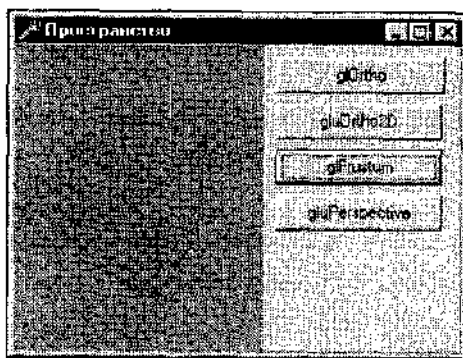 Пространство
glOrtho
gluOrtho2D
glFrustum
gluPerspective